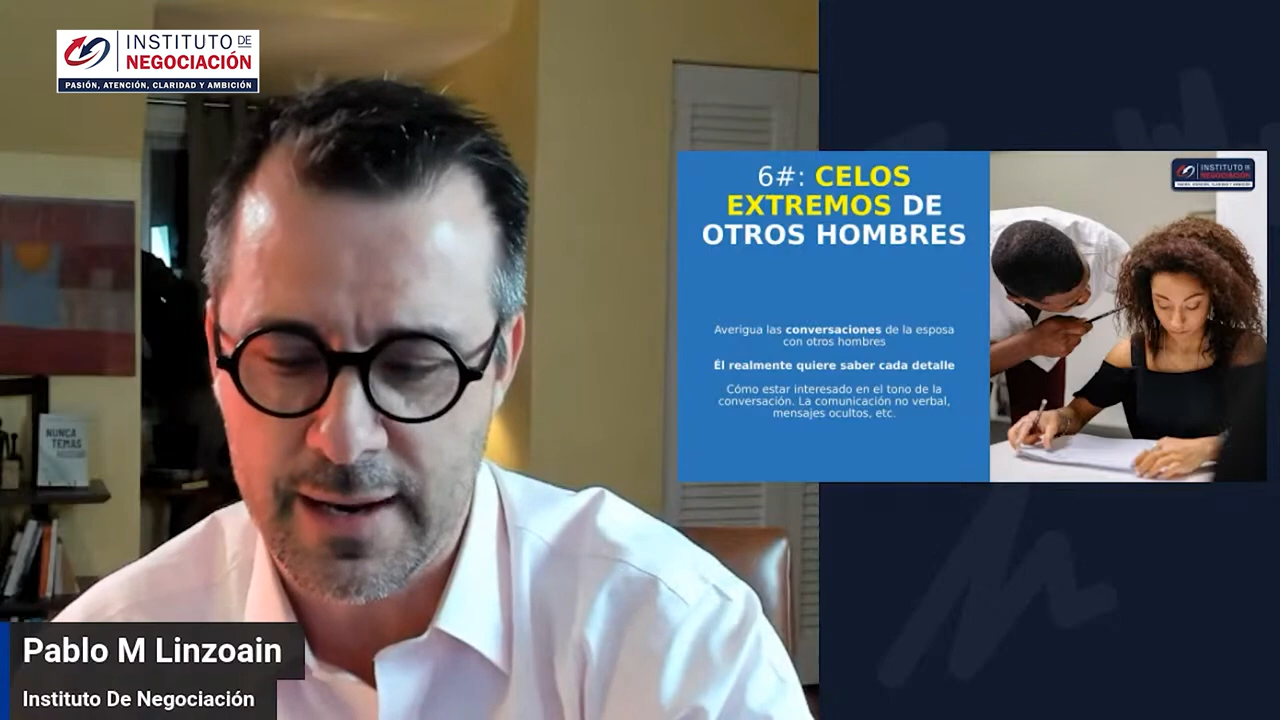 INSTITUTO DE
NEGOCIACIÓN
PASIÓN, ATENCIÓN, CLARIDAD Y AMBICIÓN
NUNCA
TEMAS
Pablo M Linzoain
Instituto De Negociación
6#: CELOS
EXTREMOS DE
OTROS HOMBRES
Averigua las conversaciones de la esposa
con otros hombres
Él realmente quiere saber cada detalle
Cómo estar interesado en el tono de la
conversación. La comunicación no verbal,
mensajes ocultos, etc.
INSTITUTO DE
NEGOCIACIÓN